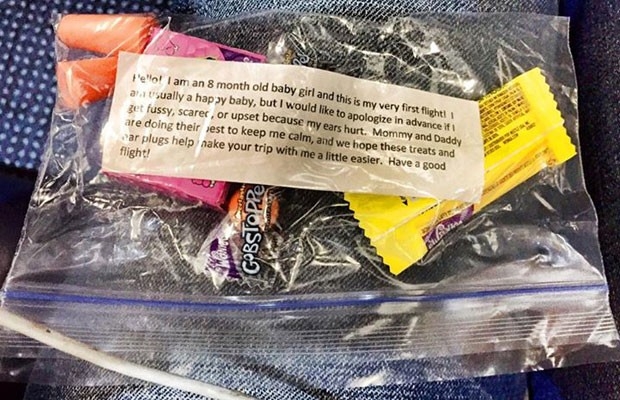 Hello! I am an 8 month old baby girl and this is my very first flight! I
am usually a happy baby, but I would like to apologize in advance if I
get fussy, scared, or upset because my ears hurt. Mommy and Daddy
are doing their best to keep me calm, and we hope these treats and
ear plugs help make your trip with me a little easier. Have a good
flight!
GOBSTOPPE